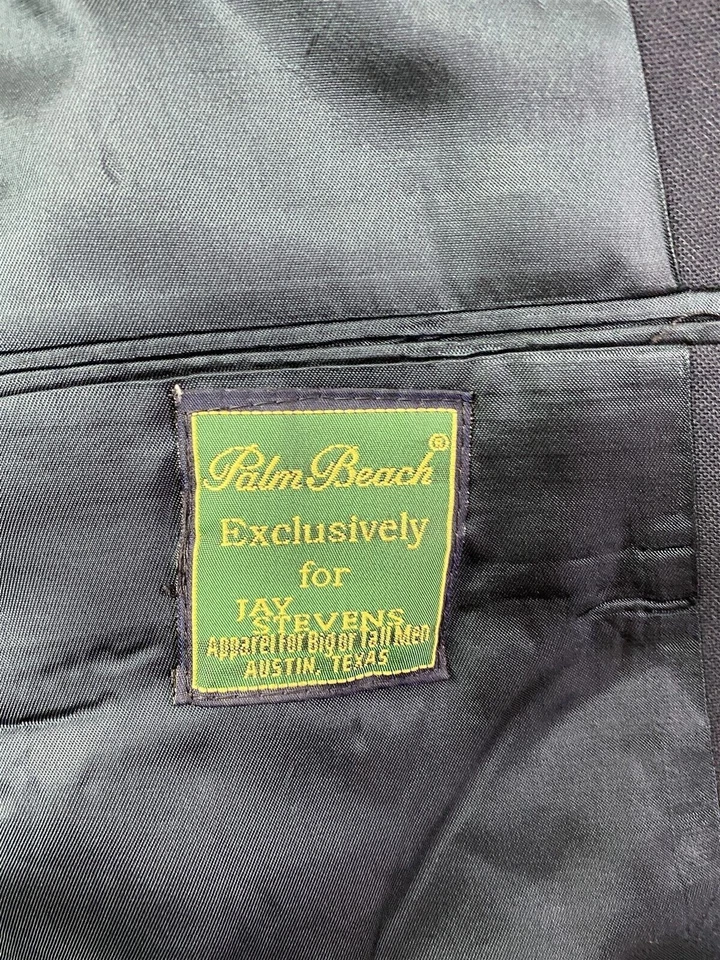 Palm Beach®
Exclusively
for
JAY
STEVENS
Apparel for Big or Tall Men
AUSTIN, TEXAS